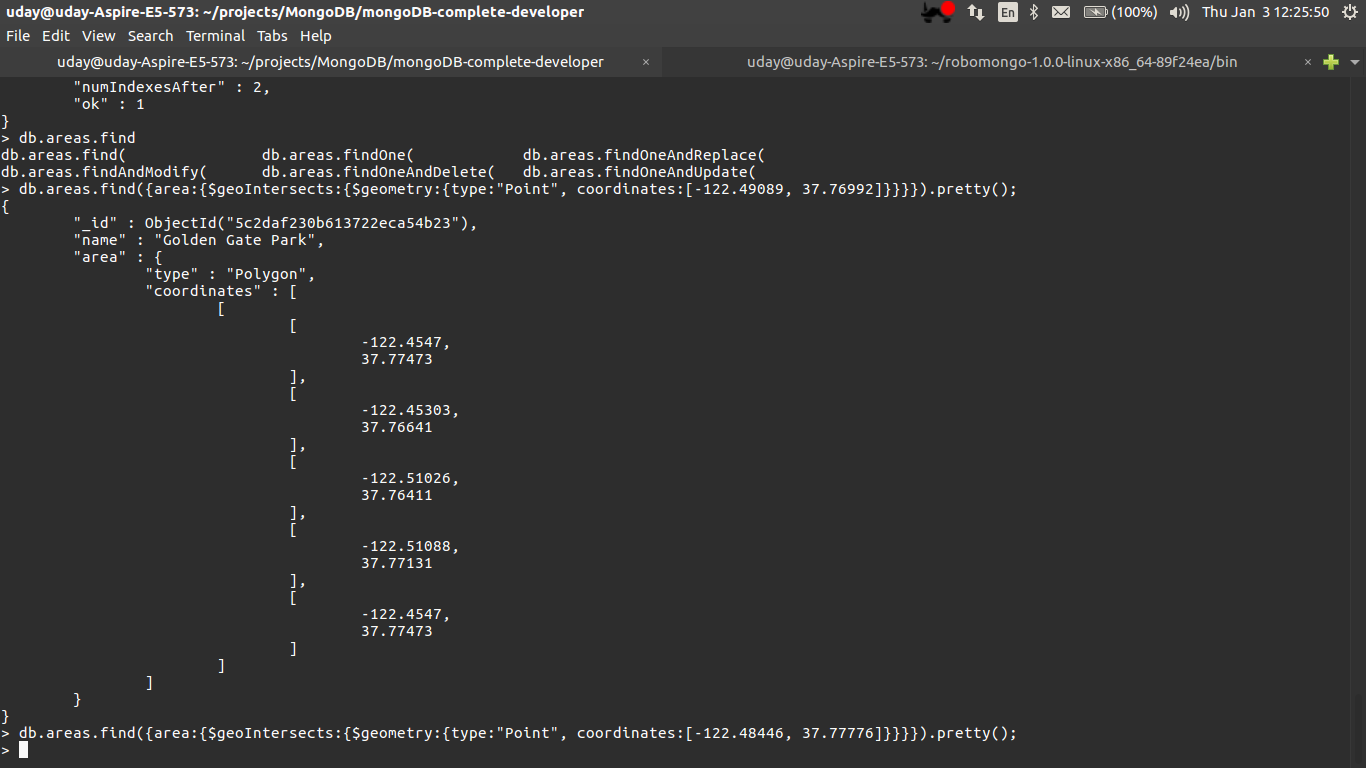 uday@uday-Aspire-E5-573: ~/projects/MongoDB/mongoDB-complete-developer En (100%) Thu Jan 3 12:25:50
File Edit View Search Terminal Tabs Help
uday@uday-Aspire-E5-573: ~/projects/MongoDB/mongoDB-complete-developer × uday@uday-Aspire-E5-573: ~/robomongo-1.0.0-linux-x86_64-89f24ea/bin ×
"numIndexesAfter" : 2,
"ok" : 1
}
> db.areas.find
db.areas.find( db.areas.findOne( db.areas.findOneAndReplace(
db.areas.findAndModify( db.areas.findOneAndDelete( db.areas.findOneAndUpdate(
> db.areas.find({area:{$geoIntersects:{$geometry:{type:"Point", coordinates:[-122.49089, 37.76992]}}}}).pretty();
{
"_id" : ObjectId("5c2daf230b613722eca54b23"),
"name" : "Golden Gate Park",
"area" : {
"type" : "Polygon",
"coordinates" : [
[
[
-122.4547,
37.77473
],
[
-122.45303,
37.76641
],
[
-122.51026,
37.76411
],
[
-122.51088,
37.77131
],
[
-122.4547,
37.77473
]
]
]
}
}
> db.areas.find({area:{$geoIntersects:{$geometry:{type:"Point", coordinates:[-122.48446, 37.77776]}}}}).pretty();
>